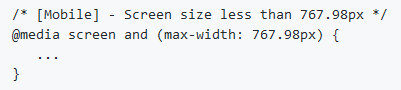 /* [Mobile] - Screen size less than 767.98px */
@media screen and (max-width: 767.98px) {
   ...
}